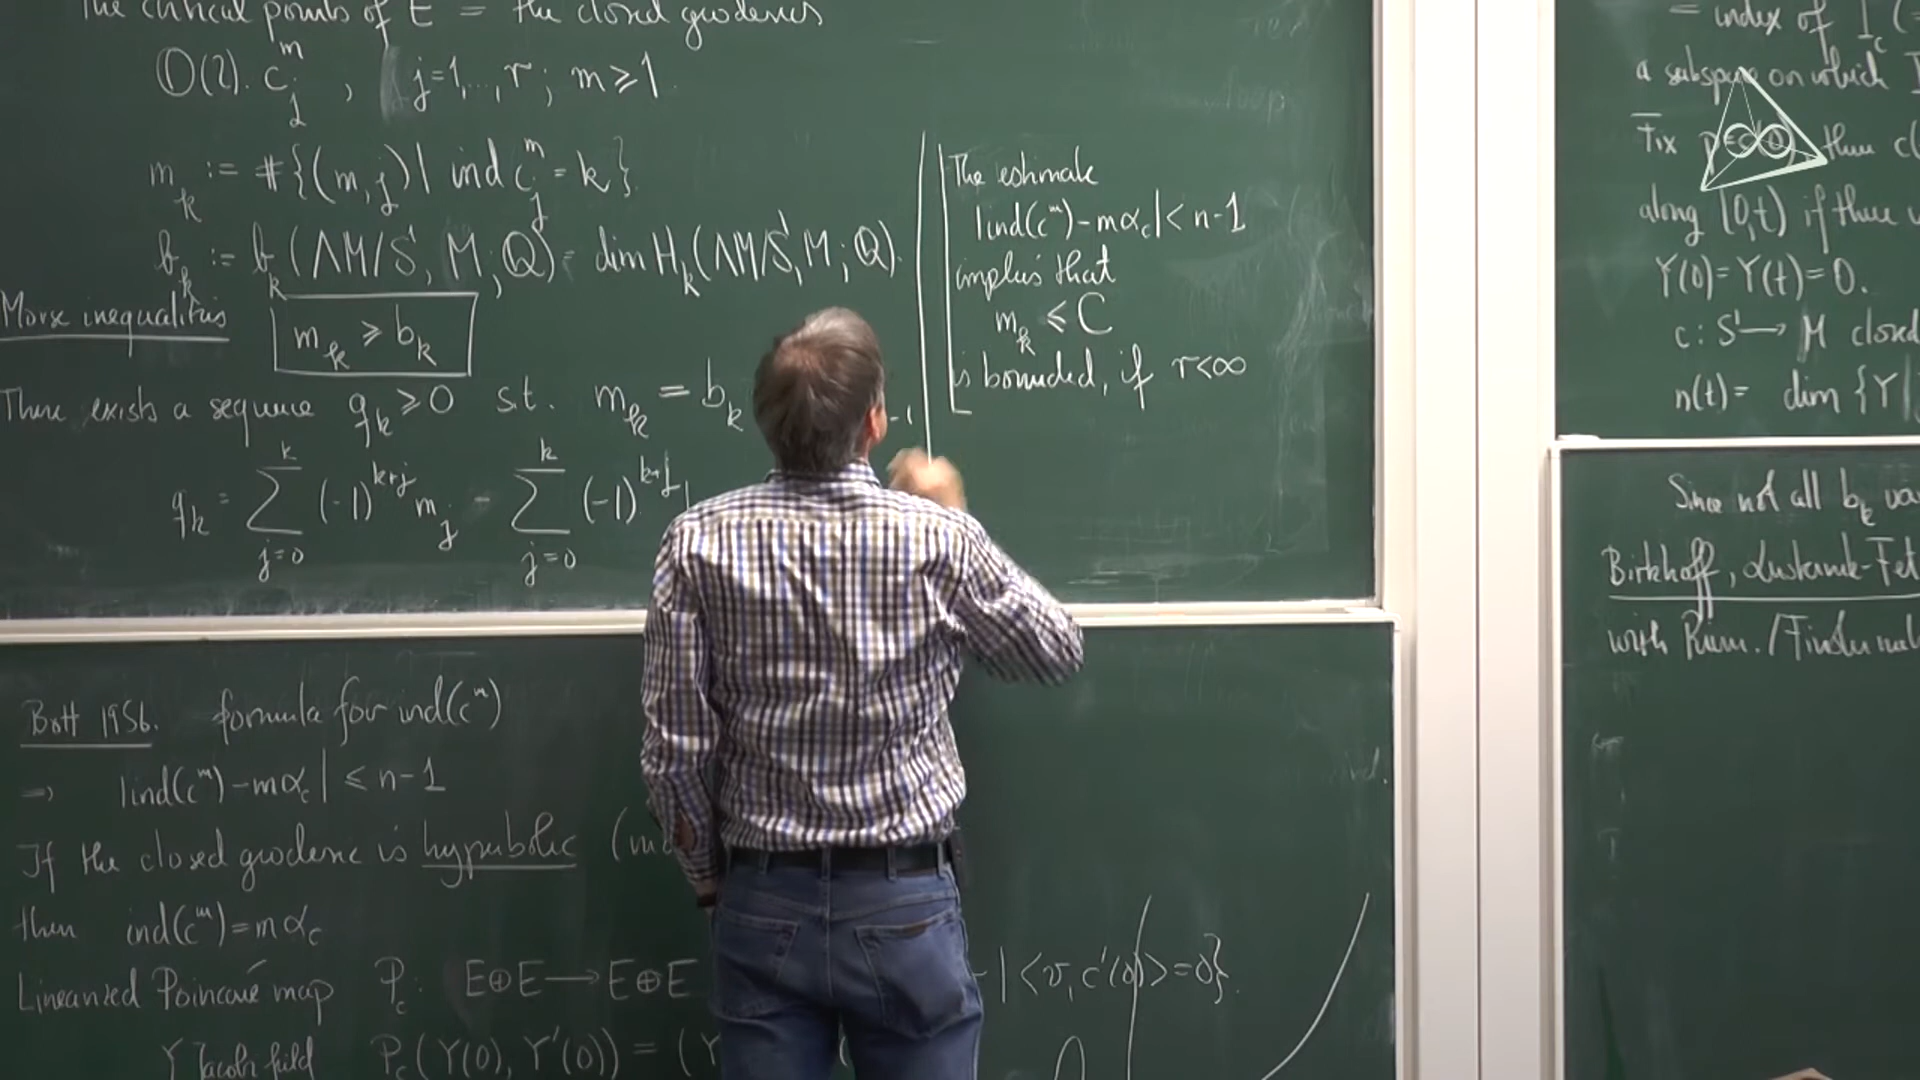 The critical points of E = the closed geodesics
O(2).c_j^m , j=1,..,r; m≥1.
m_k := #{(m,j)| ind c_j^m = k}
b_k := b_k(ΛM/S¹, M; Q) = dim H_k(ΛM/S¹, M; Q).
Morse inequalities
m_k ≥ b_k
There exists a sequence q_k ≥ 0 s.t. m_k = b_k
-1
q_k = ∑_{j=0}^{k} (-1)^{k+j} m_j - ∑_{j=0}^{k} (-1)^{k+j}
The estimate
|ind(c^m) - mα_c| < n-1
implies that
m_k ≤ C
is bounded, if r<∞
Bott 1956. formula for ind(c^m)
⇒ |ind(c^m) - mα_c| ≤ n-1
If the closed geodesic is hyperbolic
then ind(c^m) = mα_c
Linearized Poincaré map P_c: E⊕E → E⊕E
| <v, c'(0)> = 0}.
Y Jacobi field P_c(Y(0), Y'(0)) = (Y
= index of I_c (
a subspace on which I
Fix then c(
along [0,t) if there
Y(0)=Y(t)=0.
c: S¹ → M closed
n(t) = dim {Y|
Since not all b_k
Birkhoff, Lusternik-Fet
with Riem./Finsler